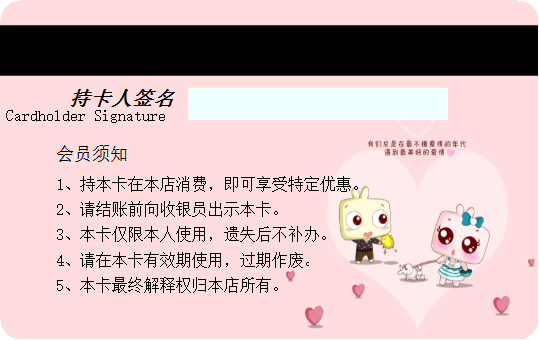 持卡人签名
Cardholder Signature
有们总是在最不懂爱情的年代
遇到最美好的爱情
会员须知
1、持本卡在本店消费，即可享受特定优惠。
2、请结账前向收银员出示本卡。
3、本卡仅限本人使用，遗失后不补办。
4、请在本卡有效期使用，过期作废。
5、本卡最终解释权归本店所有。